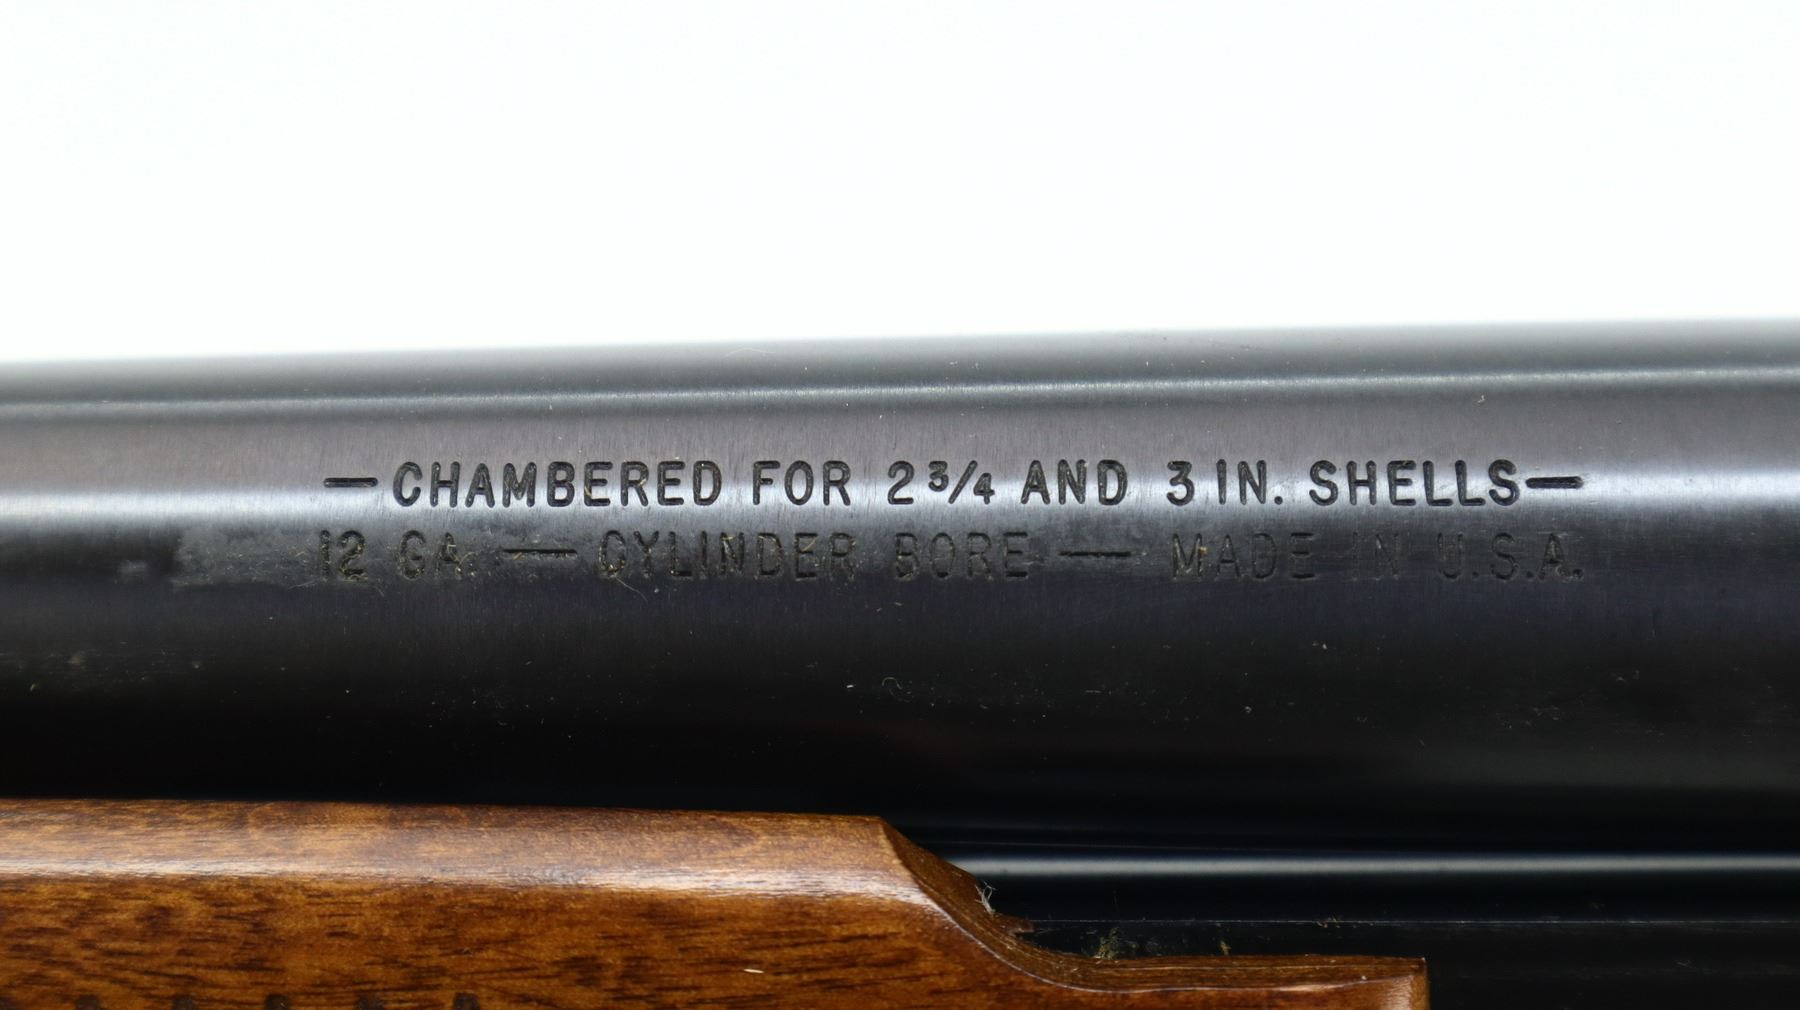 —CHAMBERED FOR 2¾ AND 3 IN. SHELLS—
12 GA — CYLINDER BORE — MADE IN U.S.A.